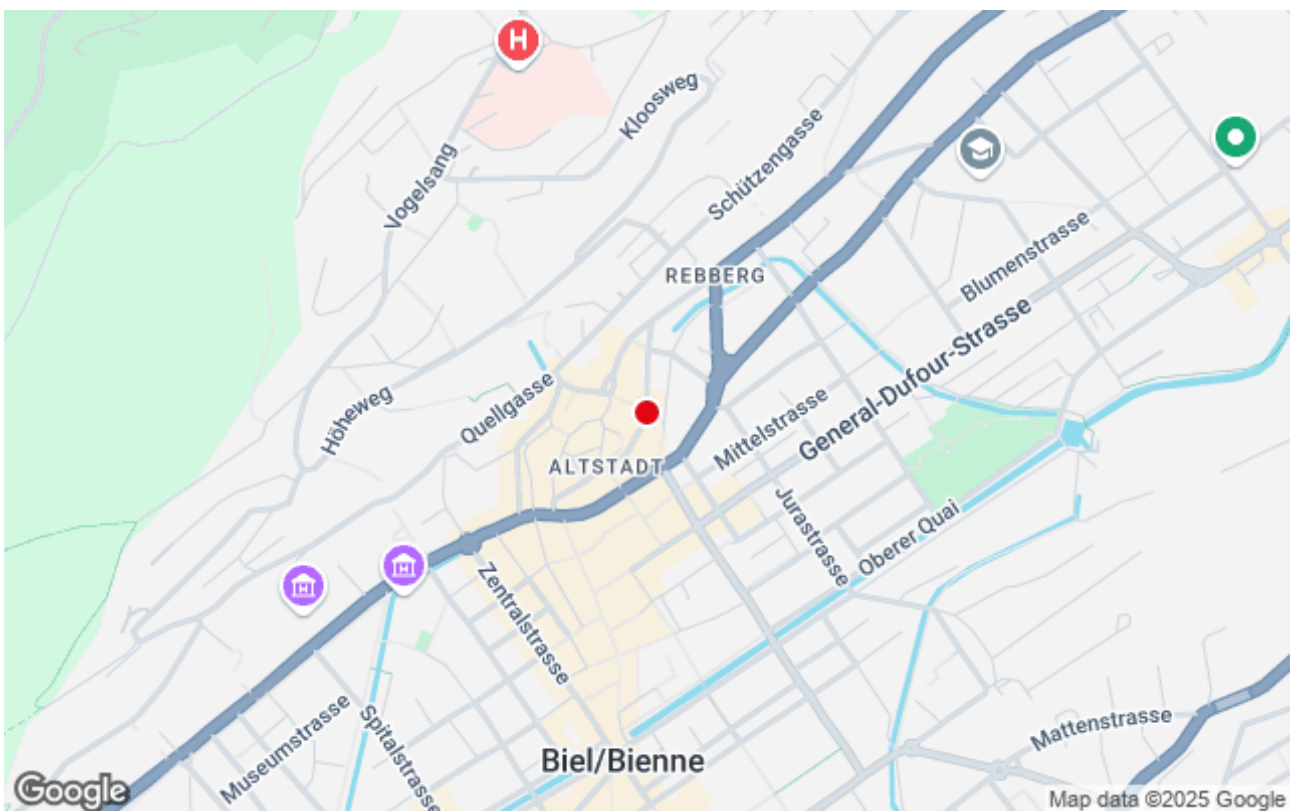 H
Kloosweg
Schützengasse
Vogelsang
REBBERG
Blumenstrasse
General-Dufour-Strasse
Höheweg
Quellgasse
Mittelstrasse
ALTSTADT
Jurastrasse
Oberer Quai
Zentralstrasse
Museumstrasse
Spitalstrasse
Mattenstrasse
Biel/Bienne
Google
Map data ©2025 Google